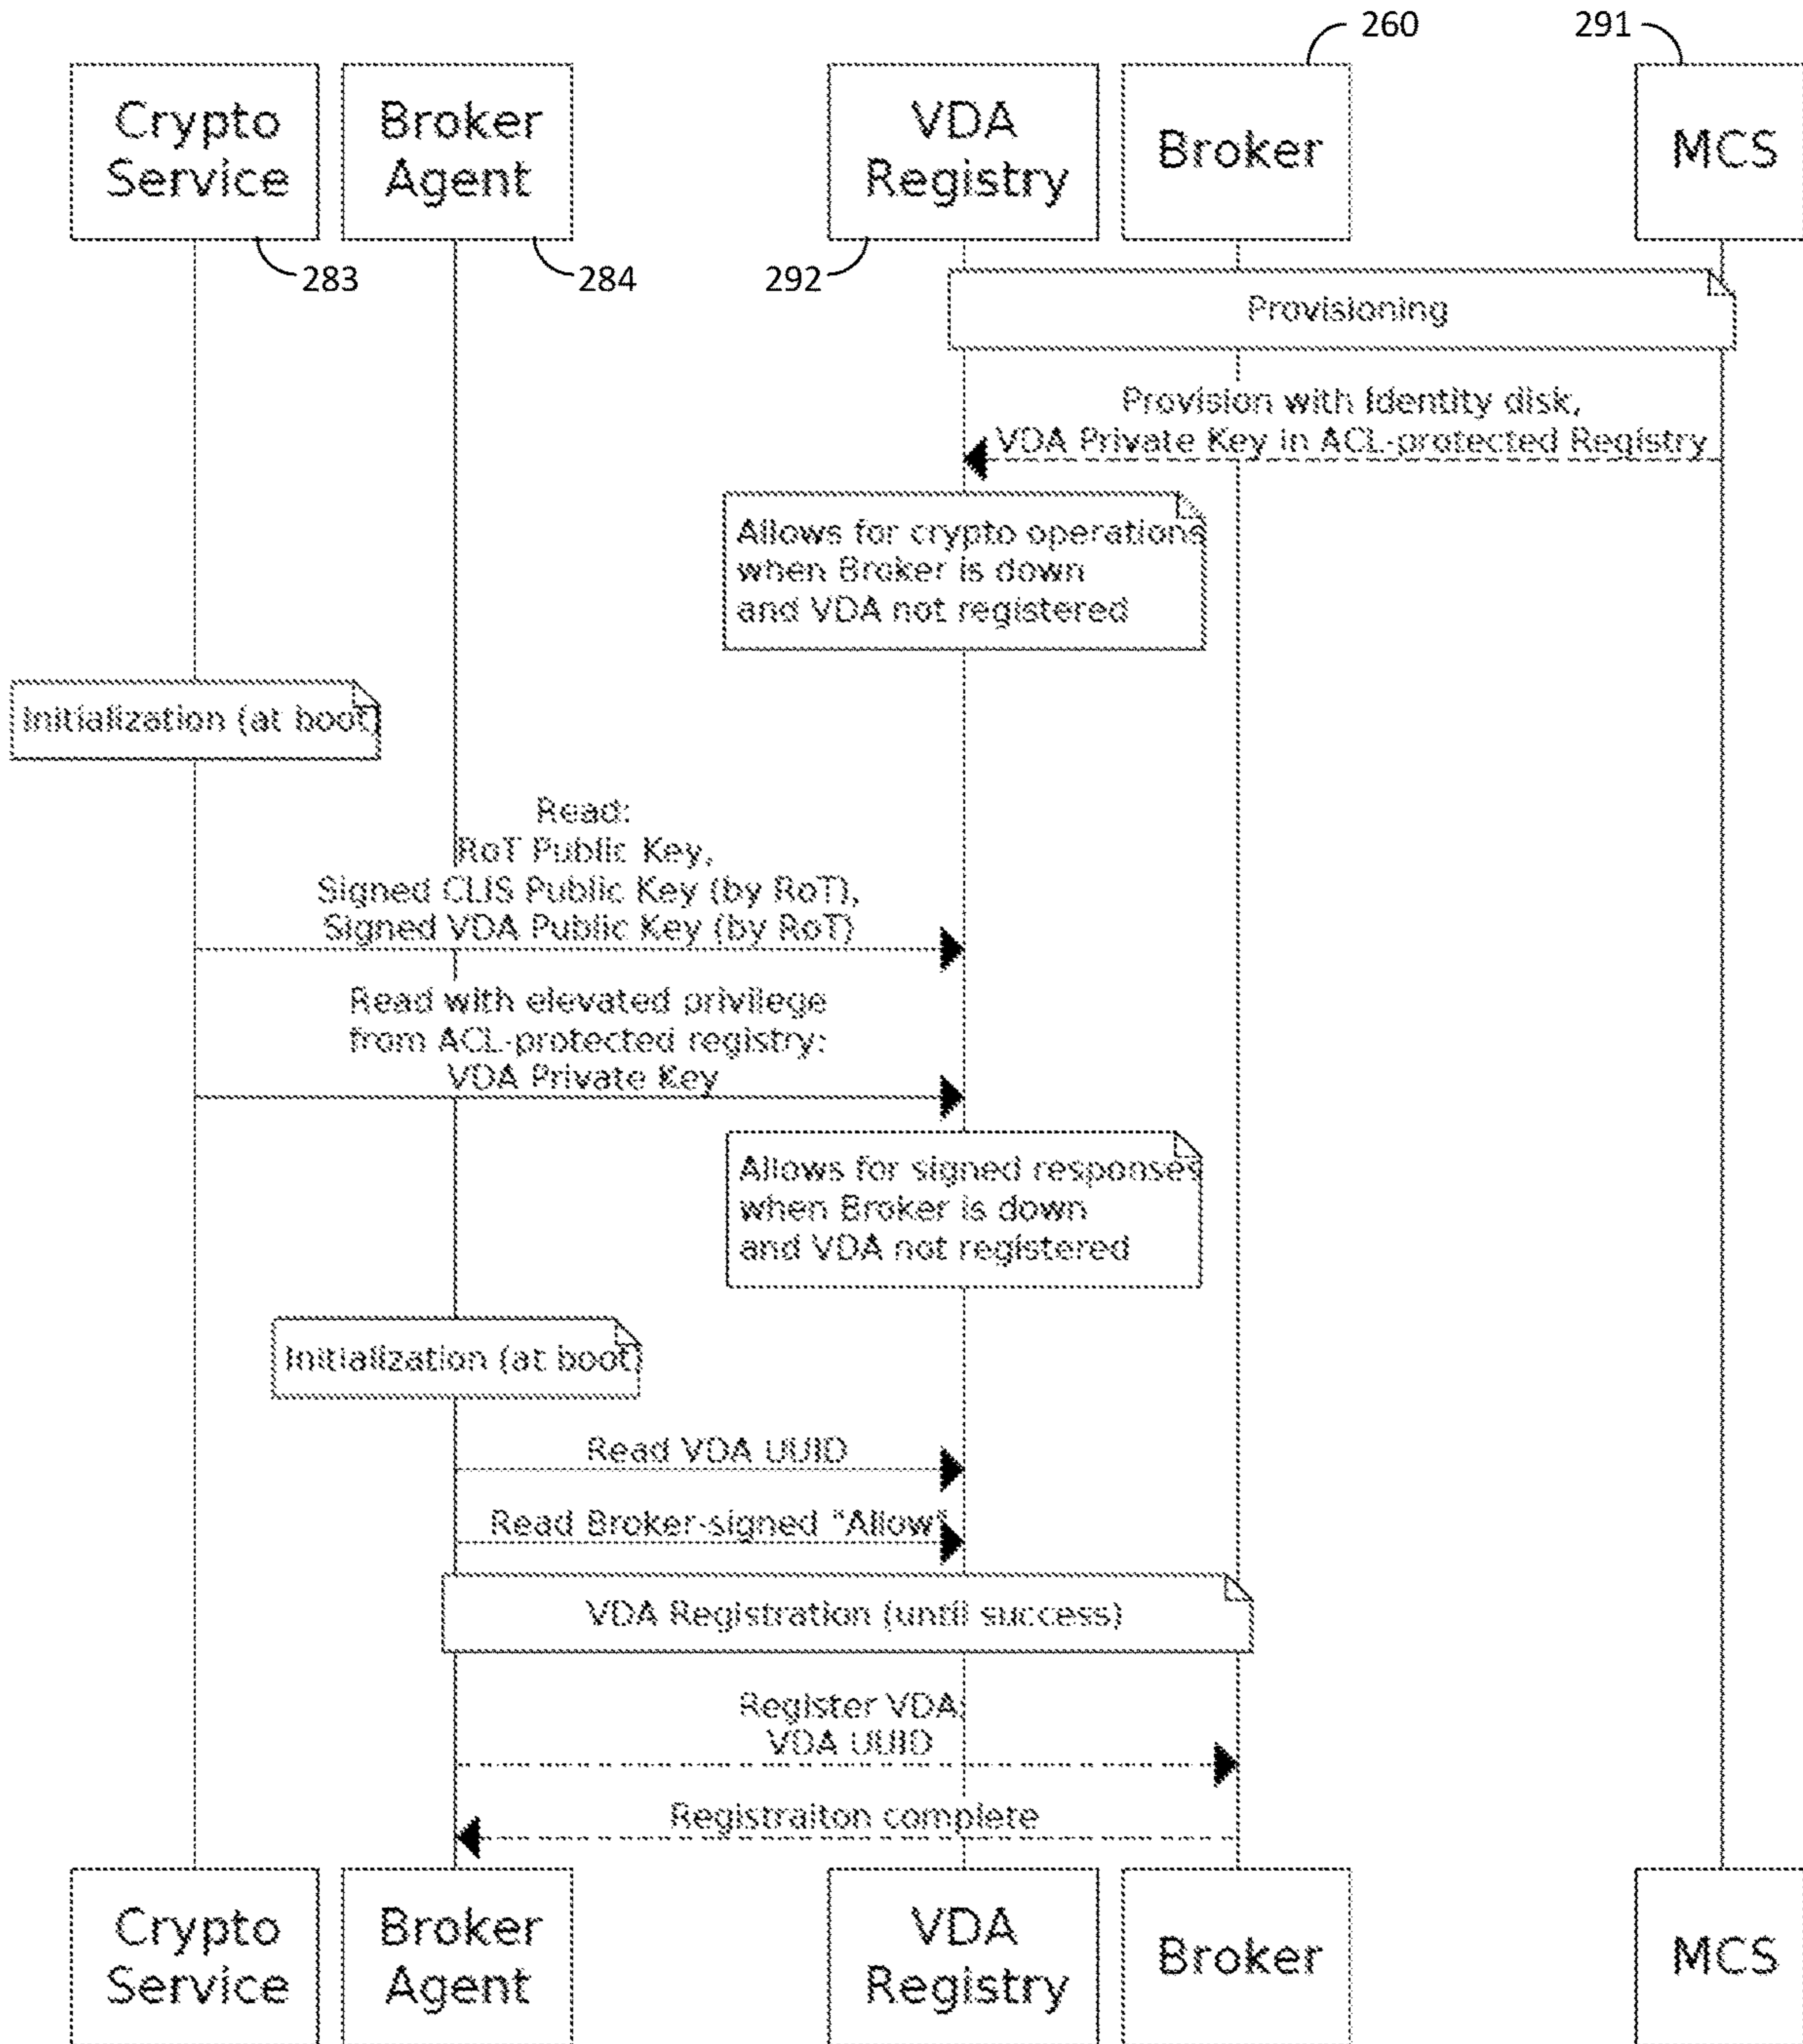 260
291
Crypto
Service
Broker
Agent
VDA
Registry
Broker
MCS
283
284
292
Provisioning
Provision with Identity disk,
VDA Private Key in ACL-protected Registry
Allows for crypto operations
when Broker is down
and VDA not registered
Initialization (at boot)
Read:
RoT Public Key,
Signed CLIS Public Key (by RoT),
Signed VDA Public Key (by RoT)
Read with elevated privilege
from ACL-protected registry:
VDA Private Key
Allows for signed responses
when Broker is down
and VDA not registered
Initialization (at boot)
Read VDA UUID
Read Broker-signed "Allow"
VDA Registration (until success)
Register VDA:
VDA UUID
Registraiton complete
Crypto
Service
Broker
Agent
VDA
Registry
Broker
MCS